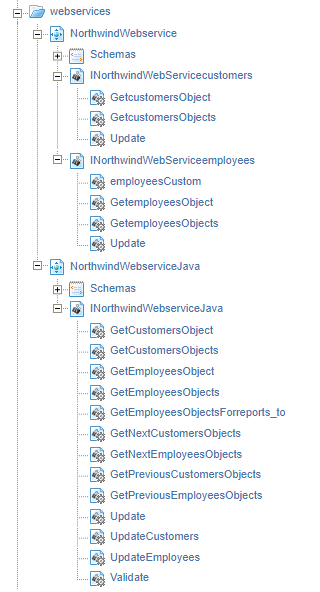 webservices
NorthwindWebservice
Schemas
INorthwindWebServicecustomers
GetcustomersObject
GetcustomersObjects
Update
INorthwindWebServiceemployees
employeesCustom
GetemployeesObject
GetemployeesObjects
Update
NorthwindWebserviceJava
Schemas
INorthwindWebserviceJava
GetCustomersObject
GetCustomersObjects
GetEmployeesObject
GetEmployeesObjects
GetEmployeesObjectsForreports_to
GetNextCustomersObjects
GetNextEmployeesObjects
GetPreviousCustomersObjects
GetPreviousEmployeesObjects
Update
UpdateCustomers
UpdateEmployees
Validate